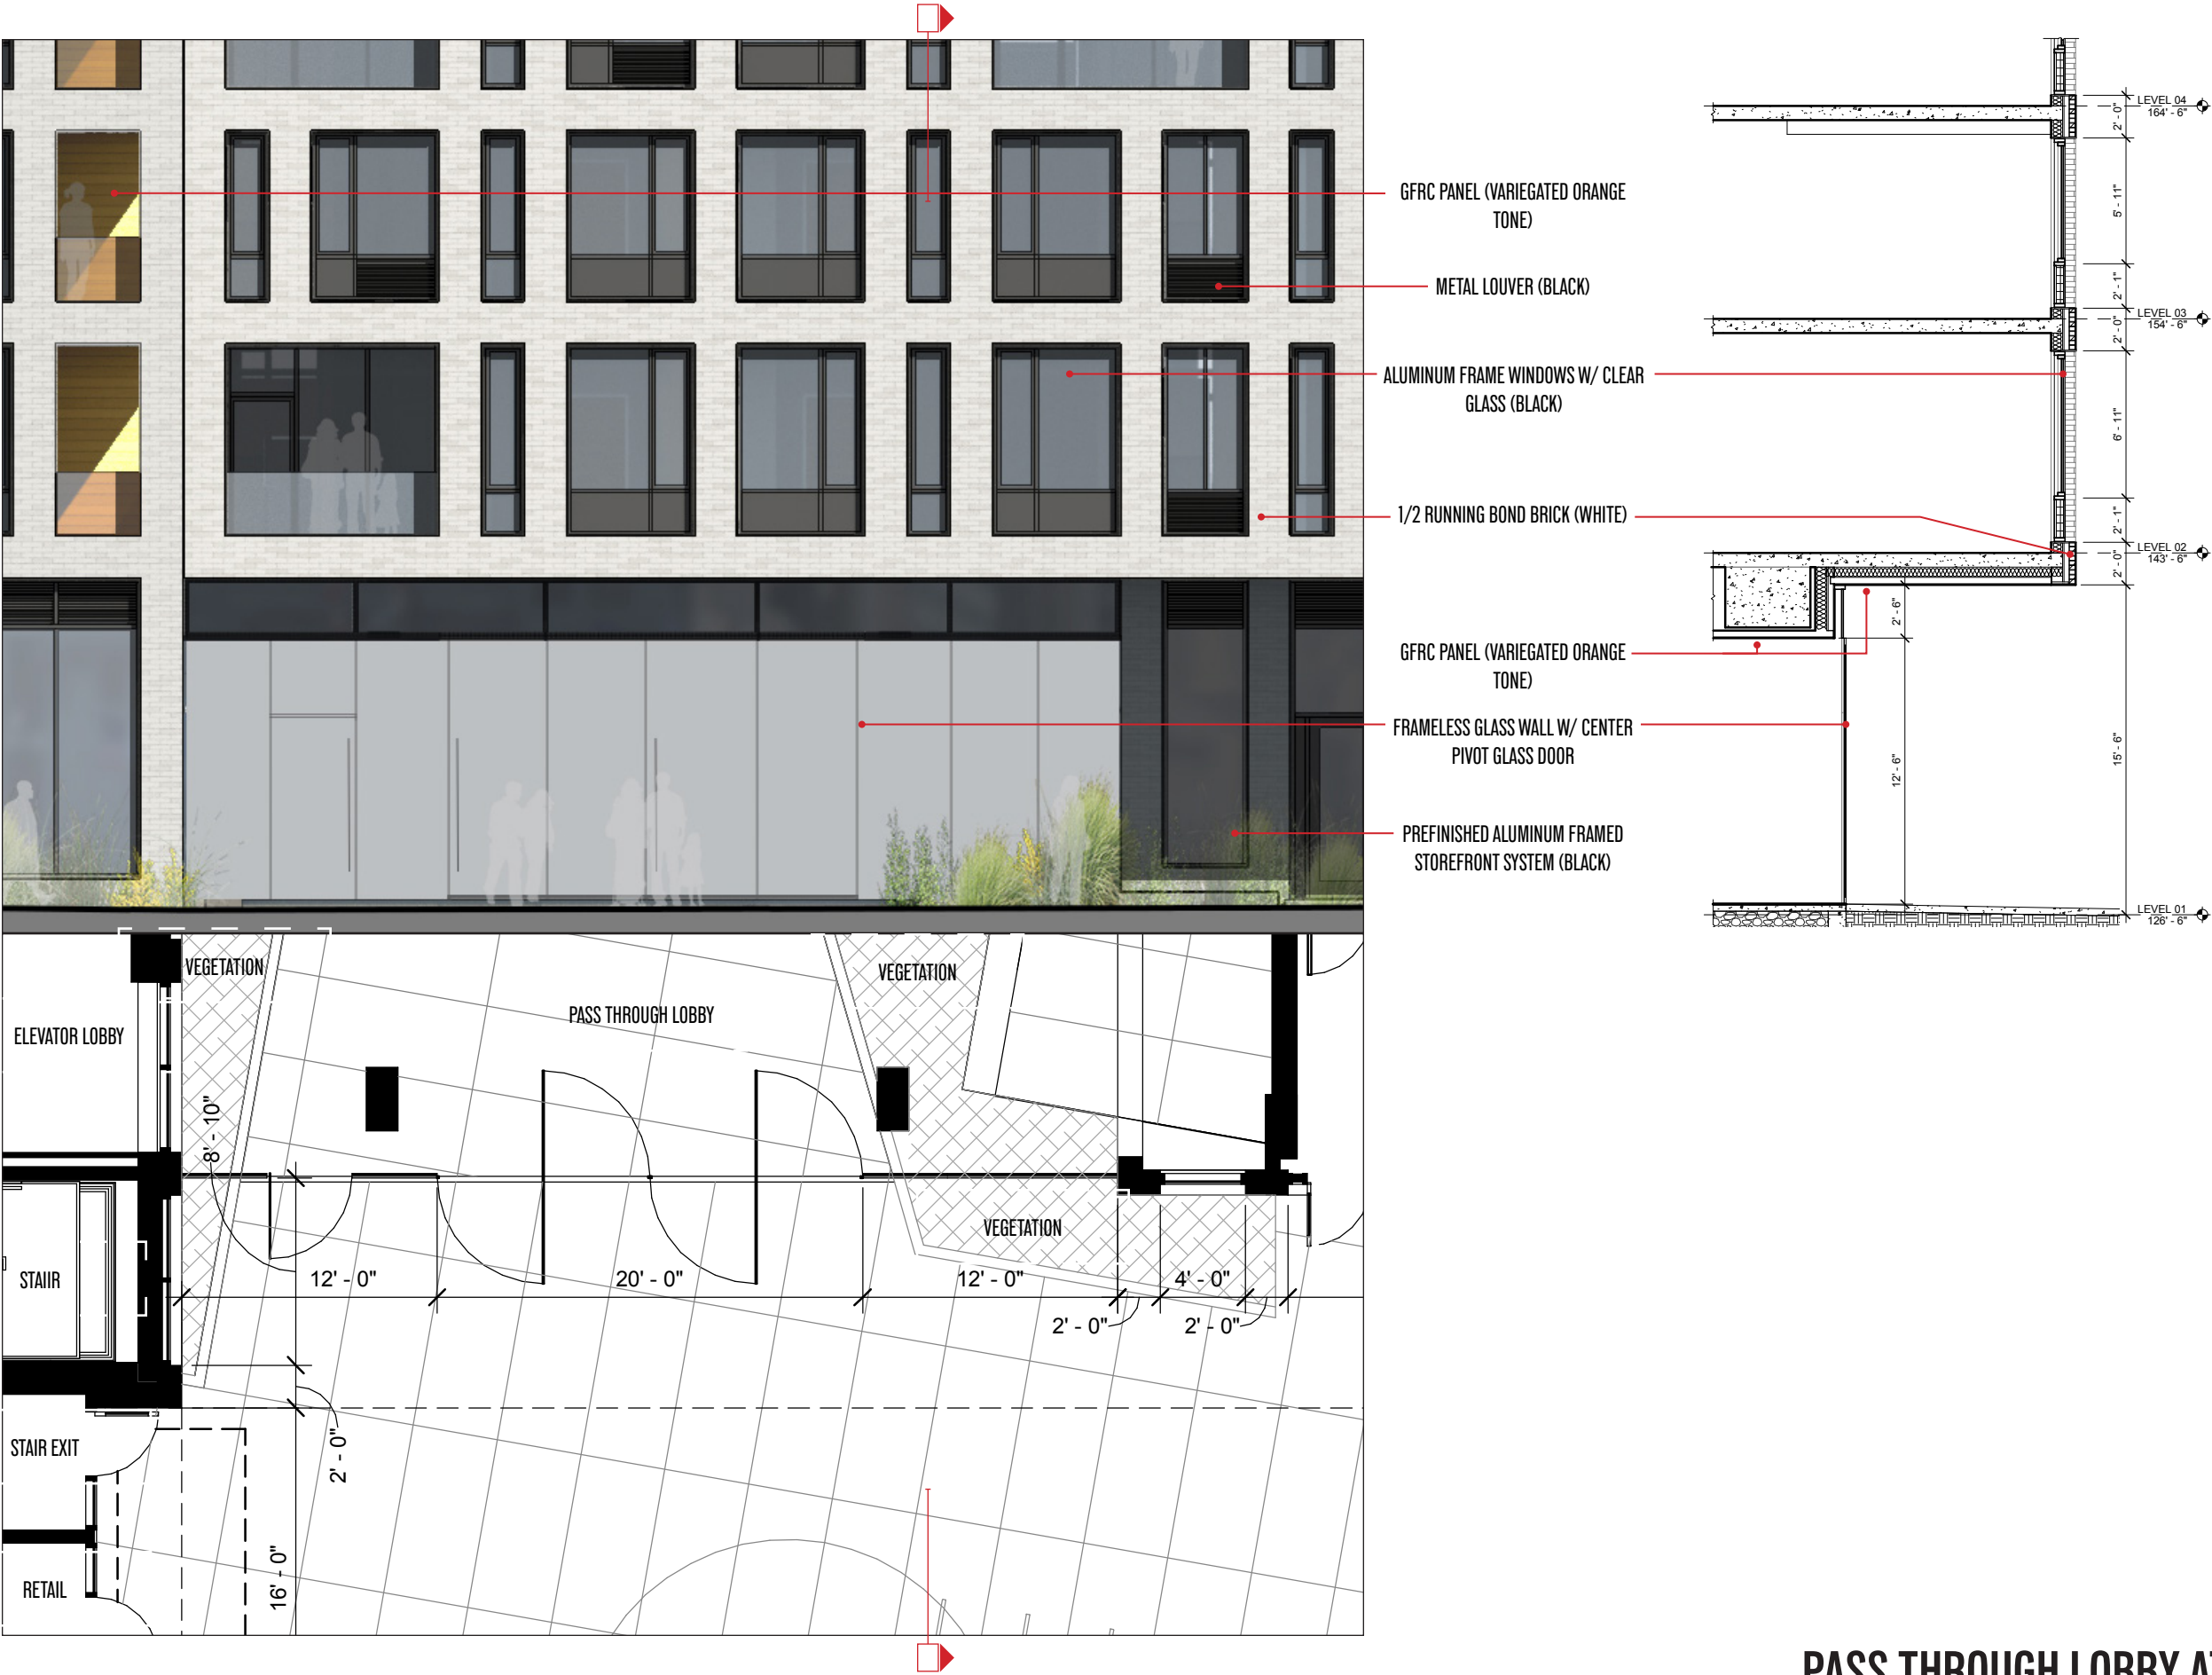 GFRC PANEL (VARIEGATED ORANGE
TONE)
METAL LOUVER (BLACK)
ALUMINUM FRAME WINDOWS W/ CLEAR
GLASS (BLACK)
1/2 RUNNING BOND BRICK (WHITE)
GFRC PANEL (VARIEGATED ORANGE
TONE)
FRAMELESS GLASS WALL W/ CENTER
PIVOT GLASS DOOR
PREFINISHED ALUMINUM FRAMED
STOREFRONT SYSTEM (BLACK)
LEVEL 04
164' - 6"
2' - 0"
5' - 11"
2' - 1"
LEVEL 03
154' - 6"
2' - 0"
6' - 11"
2' - 1"
LEVEL 02
143' - 6"
2' - 0"
2' - 6"
12' - 6"
15' - 6"
LEVEL 01
126' - 6"
VEGETATION
VEGETATION
PASS THROUGH LOBBY
ELEVATOR LOBBY
8' - 10"
VEGETATION
STAIIR
12' - 0"
20' - 0"
12' - 0"
4' - 0"
2' - 0"
2' - 0"
STAIR EXIT
2' - 0"
16' - 0"
RETAIL
PASS THROUGH LOBBY